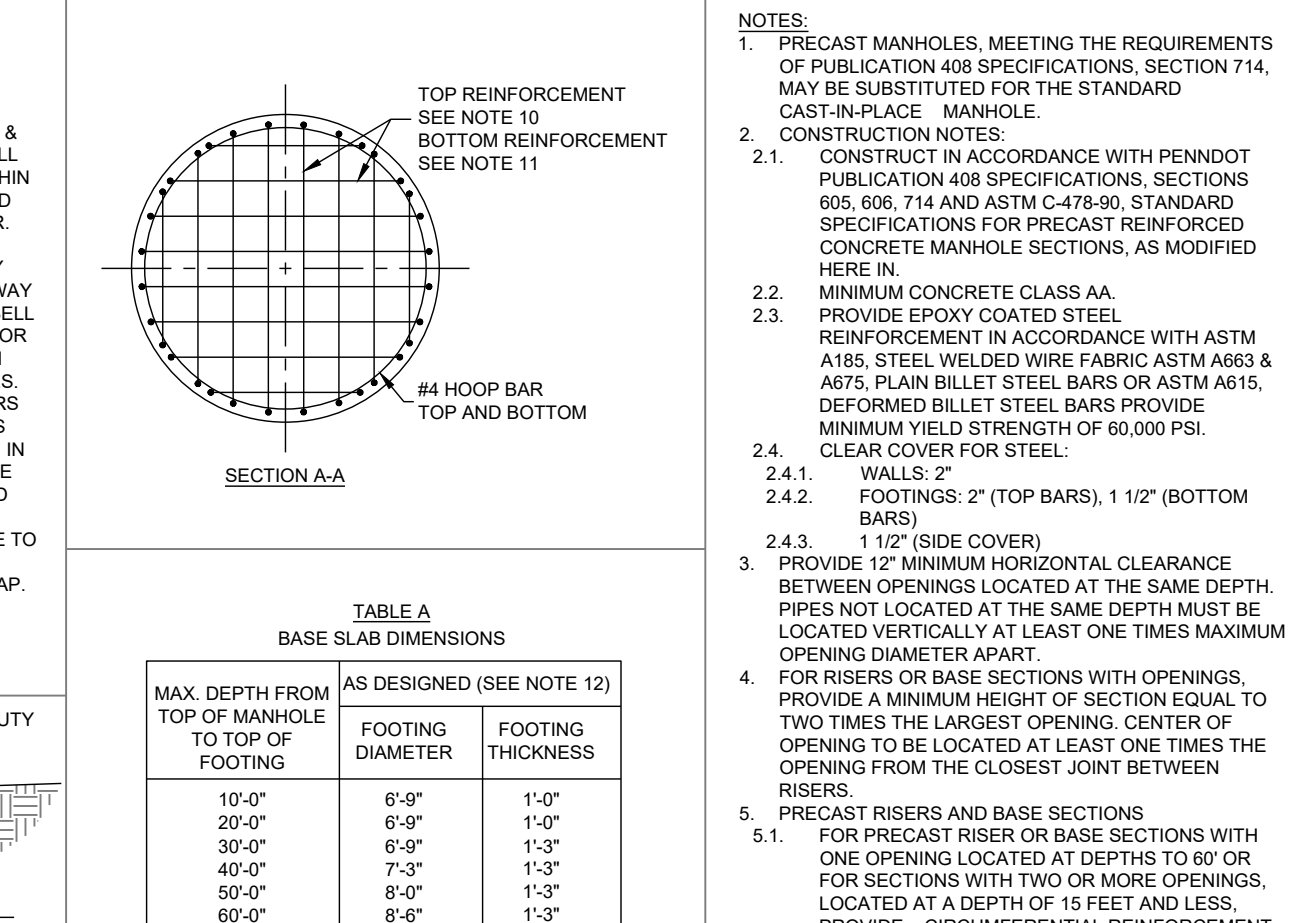 &
LL
HIN
D
R.
Y
WAY
BELL
OR
N
S.
RS
S
IN
E
D
E TO
AP.
UTY
TOP REINFORCEMENT
SEE NOTE 10
BOTTOM REINFORCEMENT
SEE NOTE 11
#4 HOOP BAR
TOP AND BOTTOM
SECTION A-A
TABLE A
BASE SLAB DIMENSIONS
MAX. DEPTH FROM
TOP OF MANHOLE
TO TOP OF
FOOTING
AS DESIGNED (SEE NOTE 12)
FOOTING
DIAMETER
FOOTING
THICKNESS
10'-0" 6'-9" 1'-0"
20'-0" 6'-9" 1'-0"
30'-0" 6'-9" 1'-3"
40'-0" 7'-3" 1'-3"
50'-0" 8'-0" 1'-3"
60'-0" 8'-6" 1'-3"
NOTES:
1. PRECAST MANHOLES, MEETING THE REQUIREMENTS
OF PUBLICATION 408 SPECIFICATIONS, SECTION 714,
MAY BE SUBSTITUTED FOR THE STANDARD
CAST-IN-PLACE MANHOLE.
2. CONSTRUCTION NOTES:
2.1. CONSTRUCT IN ACCORDANCE WITH PENNDOT
PUBLICATION 408 SPECIFICATIONS, SECTIONS
605, 606, 714 AND ASTM C-478-90, STANDARD
SPECIFICATIONS FOR PRECAST REINFORCED
CONCRETE MANHOLE SECTIONS, AS MODIFIED
HERE IN.
2.2. MINIMUM CONCRETE CLASS AA.
2.3. PROVIDE EPOXY COATED STEEL
REINFORCEMENT IN ACCORDANCE WITH ASTM
A185, STEEL WELDED WIRE FABRIC ASTM A663 &
A675, PLAIN BILLET STEEL BARS OR ASTM A615,
DEFORMED BILLET STEEL BARS PROVIDE
MINIMUM YIELD STRENGTH OF 60,000 PSI.
2.4. CLEAR COVER FOR STEEL:
2.4.1. WALLS: 2"
2.4.2. FOOTINGS: 2" (TOP BARS), 1 1/2" (BOTTOM
BARS)
2.4.3. 1 1/2" (SIDE COVER)
3. PROVIDE 12" MINIMUM HORIZONTAL CLEARANCE
BETWEEN OPENINGS LOCATED AT THE SAME DEPTH.
PIPES NOT LOCATED AT THE SAME DEPTH MUST BE
LOCATED VERTICALLY AT LEAST ONE TIMES MAXIMUM
OPENING DIAMETER APART.
4. FOR RISERS OR BASE SECTIONS WITH OPENINGS,
PROVIDE A MINIMUM HEIGHT OF SECTION EQUAL TO
TWO TIMES THE LARGEST OPENING. CENTER OF
OPENING TO BE LOCATED AT LEAST ONE TIMES THE
OPENING FROM THE CLOSEST JOINT BETWEEN
RISERS.
5. PRECAST RISERS AND BASE SECTIONS
5.1. FOR PRECAST RISER OR BASE SECTIONS WITH
ONE OPENING LOCATED AT DEPTHS TO 60' OR
FOR SECTIONS WITH TWO OR MORE OPENINGS,
LOCATED AT A DEPTH OF 15 FEET AND LESS,
PROVIDE CIRCUMFERENTIAL REINFORCEMENT